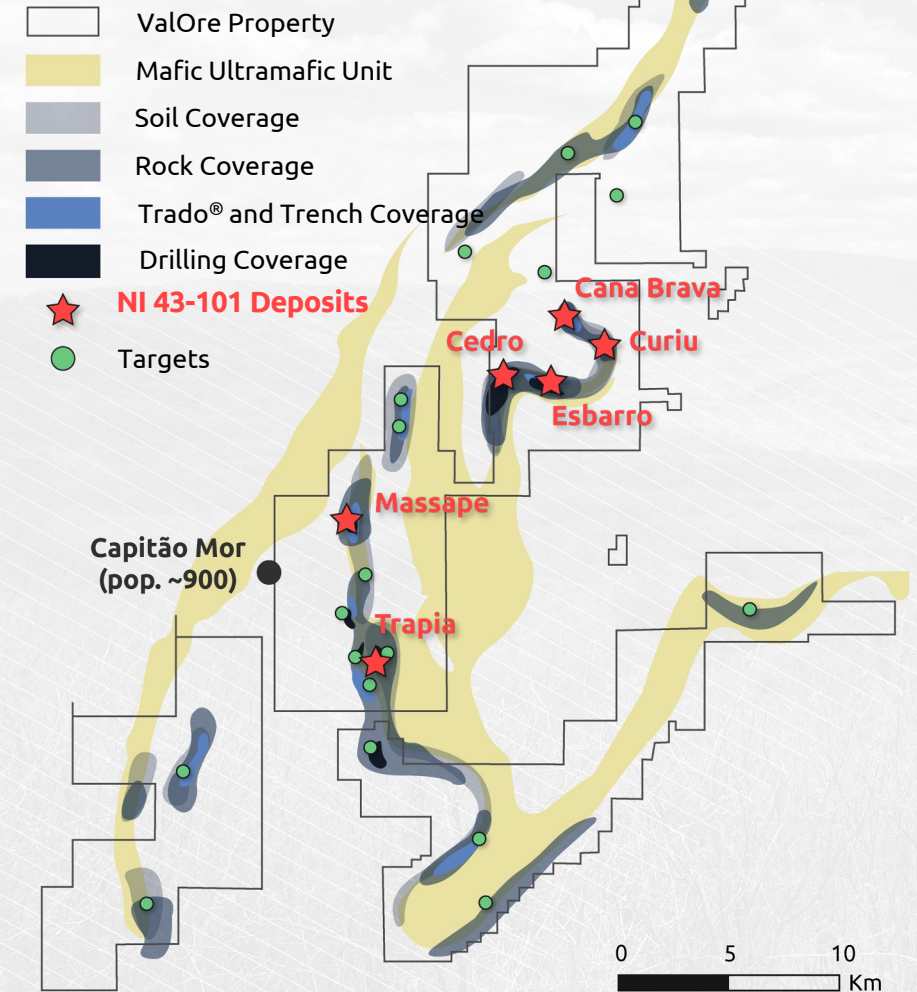 ValOre Property
Mafic Ultramafic Unit
Soil Coverage
Rock Coverage
Trado® and Trench Coverage
Drilling Coverage
NI 43-101 Deposits
Targets
Cana Brava
Cedro
Curiu
Esbarro
Massape
Capitão Mor
(pop. ~900)
Trapia
0 5 10
Km